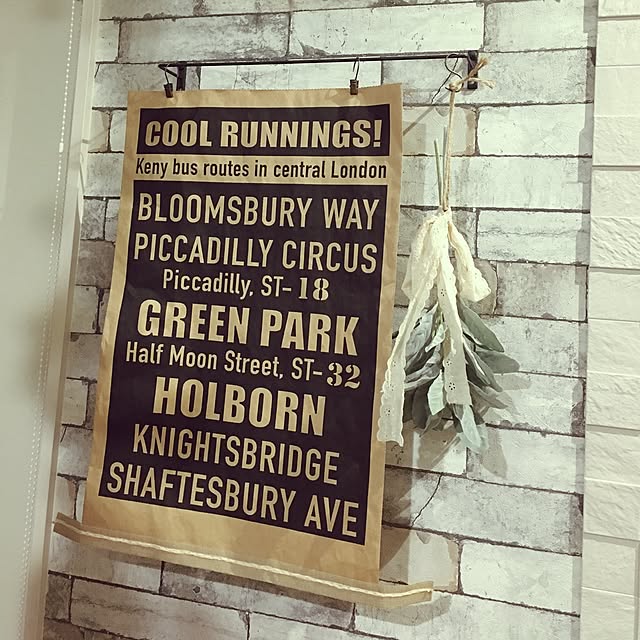 COOL RUNNINGS!
Keny bus routes in central London
BLOOMSBURY WAY
PICCADILLY CIRCUS
Piccadilly, ST-18
GREEN PARK
Half Moon Street, ST-32
HOLBORN
KNIGHTSBRIDGE
SHAFTESBURY AVE